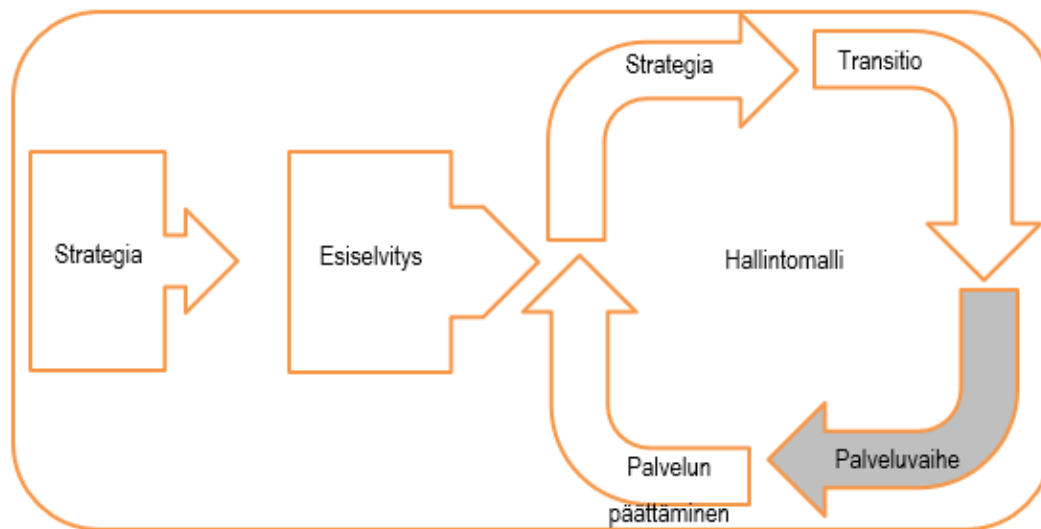 Strategia
Esiselvitys
Strategia
Transitio
Hallintomalli
Palveluvaihe
Palvelun
päättäminen